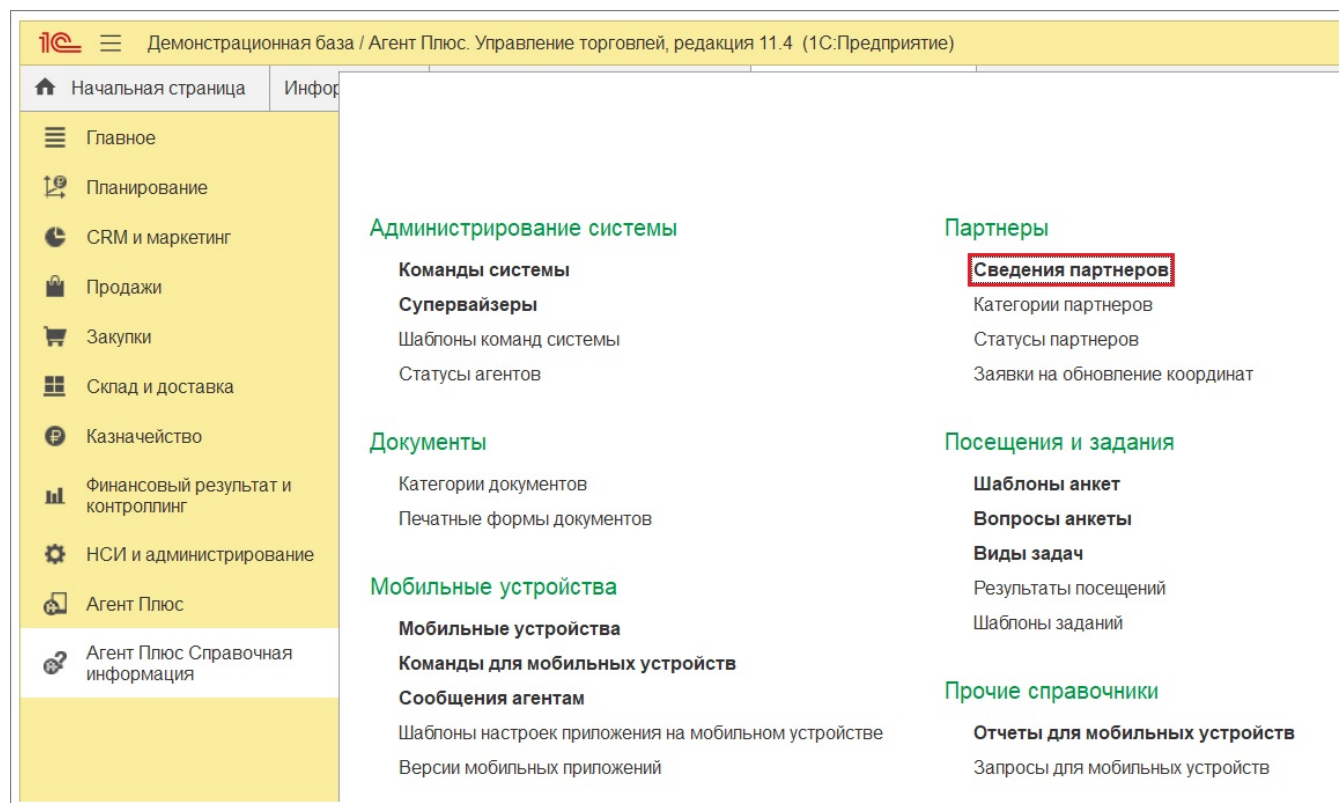 1С Демонстрационная база / Агент Плюс. Управление торговлей, редакция 11.4 (1С:Предприятие)
Начальная страница Инфор
Главное
Планирование
CRM и маркетинг
Продажи
Закупки
Склад и доставка
Казначейство
Финансовый результат и
контроллинг
НСИ и администрирование
Агент Плюс
Агент Плюс Справочная
информация
Администрирование системы
Команды системы
Супервайзеры
Шаблоны команд системы
Статусы агентов
Документы
Категории документов
Печатные формы документов
Мобильные устройства
Мобильные устройства
Команды для мобильных устройств
Сообщения агентам
Шаблоны настроек приложения на мобильном устройстве
Версии мобильных приложений
Партнеры
Сведения партнеров
Категории партнеров
Статусы партнеров
Заявки на обновление координат
Посещения и задания
Шаблоны анкет
Вопросы анкеты
Виды задач
Результаты посещений
Шаблоны заданий
Прочие справочники
Отчеты для мобильных устройств
Запросы для мобильных устройств